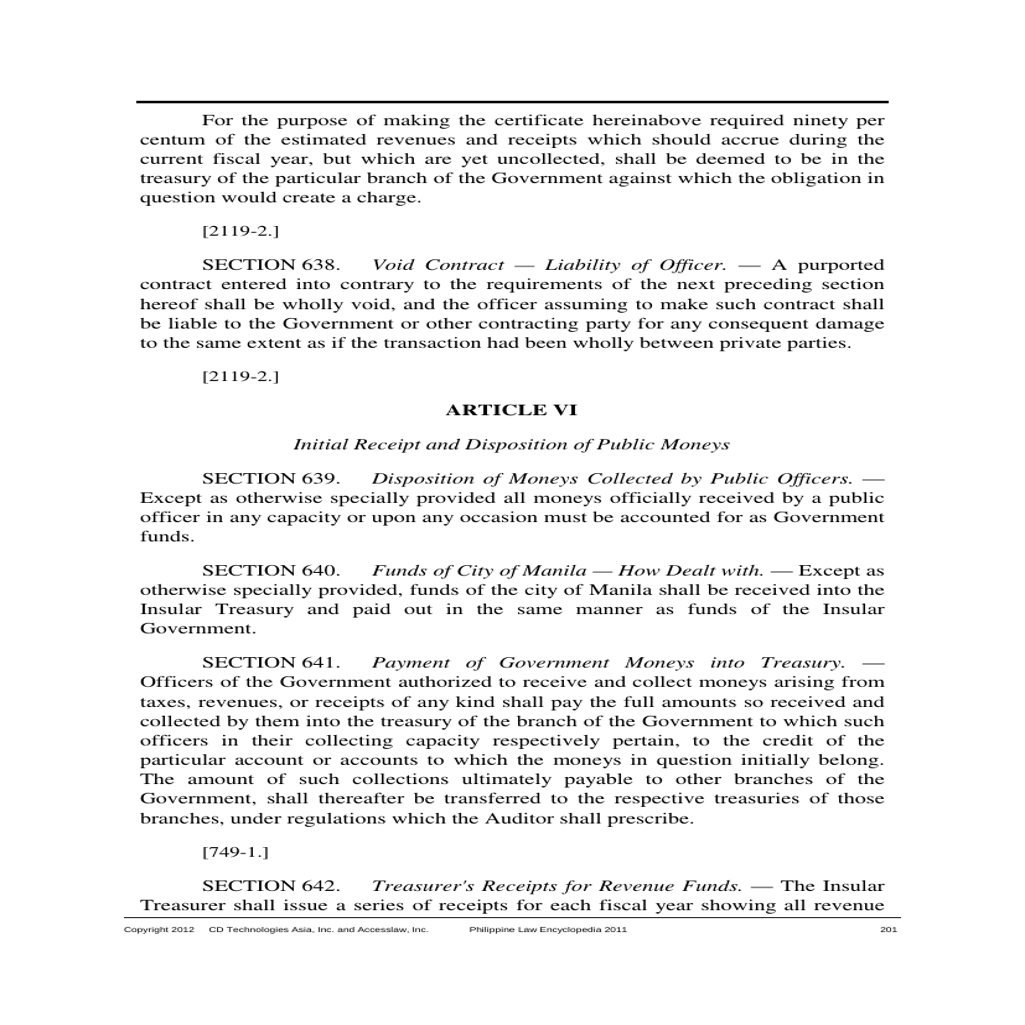 For the purpose of making the certificate hereinabove required ninety per
centum of the estimated revenues and receipts which should accrue during the
current fiscal year, but which are yet uncollected, shall be deemed to be in the
treasury of the particular branch of the Government against which the obligation in
question would create a charge.
[2119-2.]
SECTION 638. Void Contract — Liability of Officer. — A purported
contract entered into contrary to the requirements of the next preceding section
hereof shall be wholly void, and the officer assuming to make such contract shall
be liable to the Government or other contracting party for any consequent damage
to the same extent as if the transaction had been wholly between private parties.
[2119-2.]
ARTICLE VI
Initial Receipt and Disposition of Public Moneys
SECTION 639. Disposition of Moneys Collected by Public Officers. —
Except as otherwise specially provided all moneys officially received by a public
officer in any capacity or upon any occasion must be accounted for as Government
funds.
SECTION 640. Funds of City of Manila — How Dealt with. — Except as
otherwise specially provided, funds of the city of Manila shall be received into the
Insular Treasury and paid out in the same manner as funds of the Insular
Government.
SECTION 641. Payment of Government Moneys into Treasury. —
Officers of the Government authorized to receive and collect moneys arising from
taxes, revenues, or receipts of any kind shall pay the full amounts so received and
collected by them into the treasury of the branch of the Government to which such
officers in their collecting capacity respectively pertain, to the credit of the
particular account or accounts to which the moneys in question initially belong.
The amount of such collections ultimately payable to other branches of the
Government, shall thereafter be transferred to the respective treasuries of those
branches, under regulations which the Auditor shall prescribe.
[749-1.]
SECTION 642. Treasurer's Receipts for Revenue Funds. — The Insular
Treasurer shall issue a series of receipts for each fiscal year showing all revenue
Copyright 2012 CD Technologies Asia, Inc. and Accesslaw, Inc. Philippine Law Encyclopedia 2011 201